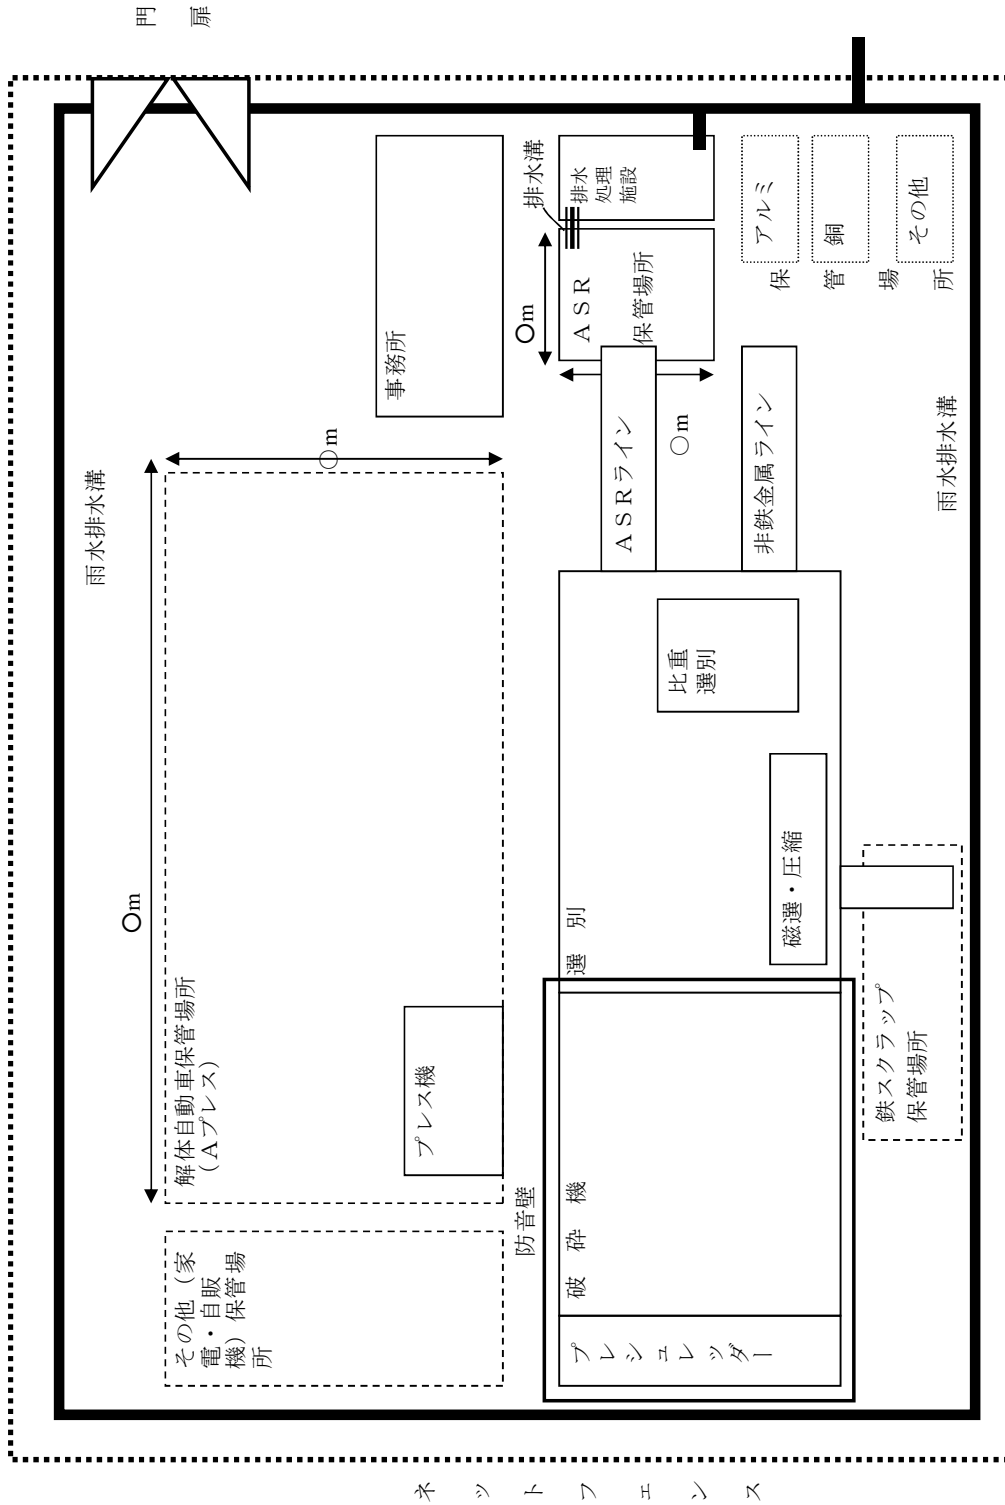 門扉
雨水排水溝
○m
解体自動車保管場所
(Aプレス)
その他(家
電・自販
機)保管場
所
○m
事務所
プレス機
防音壁
排水溝
○m
排水
処理
施設
ASR
保管場所
ASRライン
○m
非鉄金属ライン
比重
選別
磁選・圧縮
選別
破砕機
プレシュレッダー
アルミ
銅
その他
保管場所
鉄スクラップ
保管場所
雨水排水溝
ネットフェンス